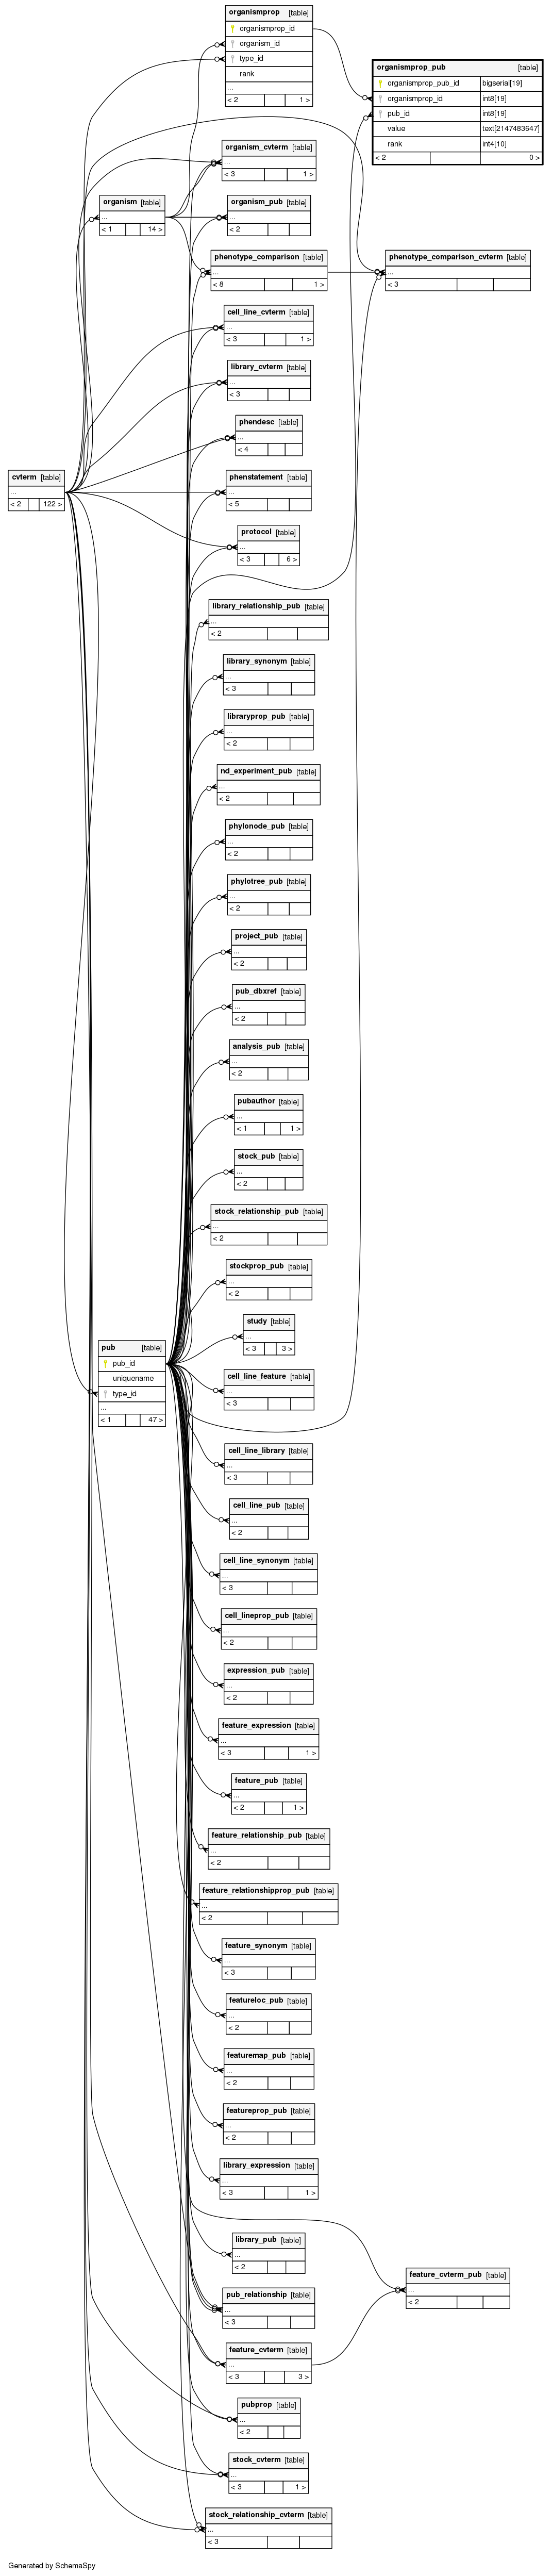 organismprop [table]
organismprop_id
organism_id
type_id
rank
...
< 2 1 >
organismprop_pub [table]
organismprop_pub_id bigserial[19]
organismprop_id int8[19]
pub_id int8[19]
value text[2147483647]
rank int4[10]
< 2 0 >
organism_cvterm [table]
...
< 3 1 >
organism [table]
...
< 1 14 >
organism_pub [table]
...
< 2
phenotype_comparison [table]
...
< 8 1 >
phenotype_comparison_cvterm [table]
...
< 3
cell_line_cvterm [table]
...
< 3 1 >
library_cvterm [table]
...
< 3
phendesc [table]
...
< 4
cvterm [table]
...
< 2 122 >
phenstatement [table]
...
< 5
protocol [table]
...
< 3 6 >
library_relationship_pub [table]
...
< 2
library_synonym [table]
...
< 3
libraryprop_pub [table]
...
< 2
nd_experiment_pub [table]
...
< 2
phylonode_pub [table]
...
< 2
phylotree_pub [table]
...
< 2
project_pub [table]
...
< 2
pub_dbxref [table]
...
< 2
analysis_pub [table]
...
< 2
pubauthor [table]
...
< 1 1 >
stock_pub [table]
...
< 2
stock_relationship_pub [table]
...
< 2
stockprop_pub [table]
...
< 2
study [table]
...
< 3 3 >
pub [table]
pub_id
uniquename
type_id
...
< 1 47 >
cell_line_feature [table]
...
< 3
cell_line_library [table]
...
< 3
cell_line_pub [table]
...
< 2
cell_line_synonym [table]
...
< 3
cell_lineprop_pub [table]
...
< 2
expression_pub [table]
...
< 2
feature_expression [table]
...
< 3 1 >
feature_pub [table]
...
< 2 1 >
feature_relationship_pub [table]
...
< 2
feature_relationshipprop_pub [table]
...
< 2
feature_synonym [table]
...
< 3
featureloc_pub [table]
...
< 2
featuremap_pub [table]
...
< 2
featureprop_pub [table]
...
< 2
library_expression [table]
...
< 3 1 >
library_pub [table]
...
< 2
feature_cvterm_pub [table]
...
< 2
pub_relationship [table]
...
< 3
feature_cvterm [table]
...
< 3 3 >
pubprop [table]
...
< 2
stock_cvterm [table]
...
< 3 1 >
stock_relationship_cvterm [table]
...
< 3
Generated by SchemaSpy